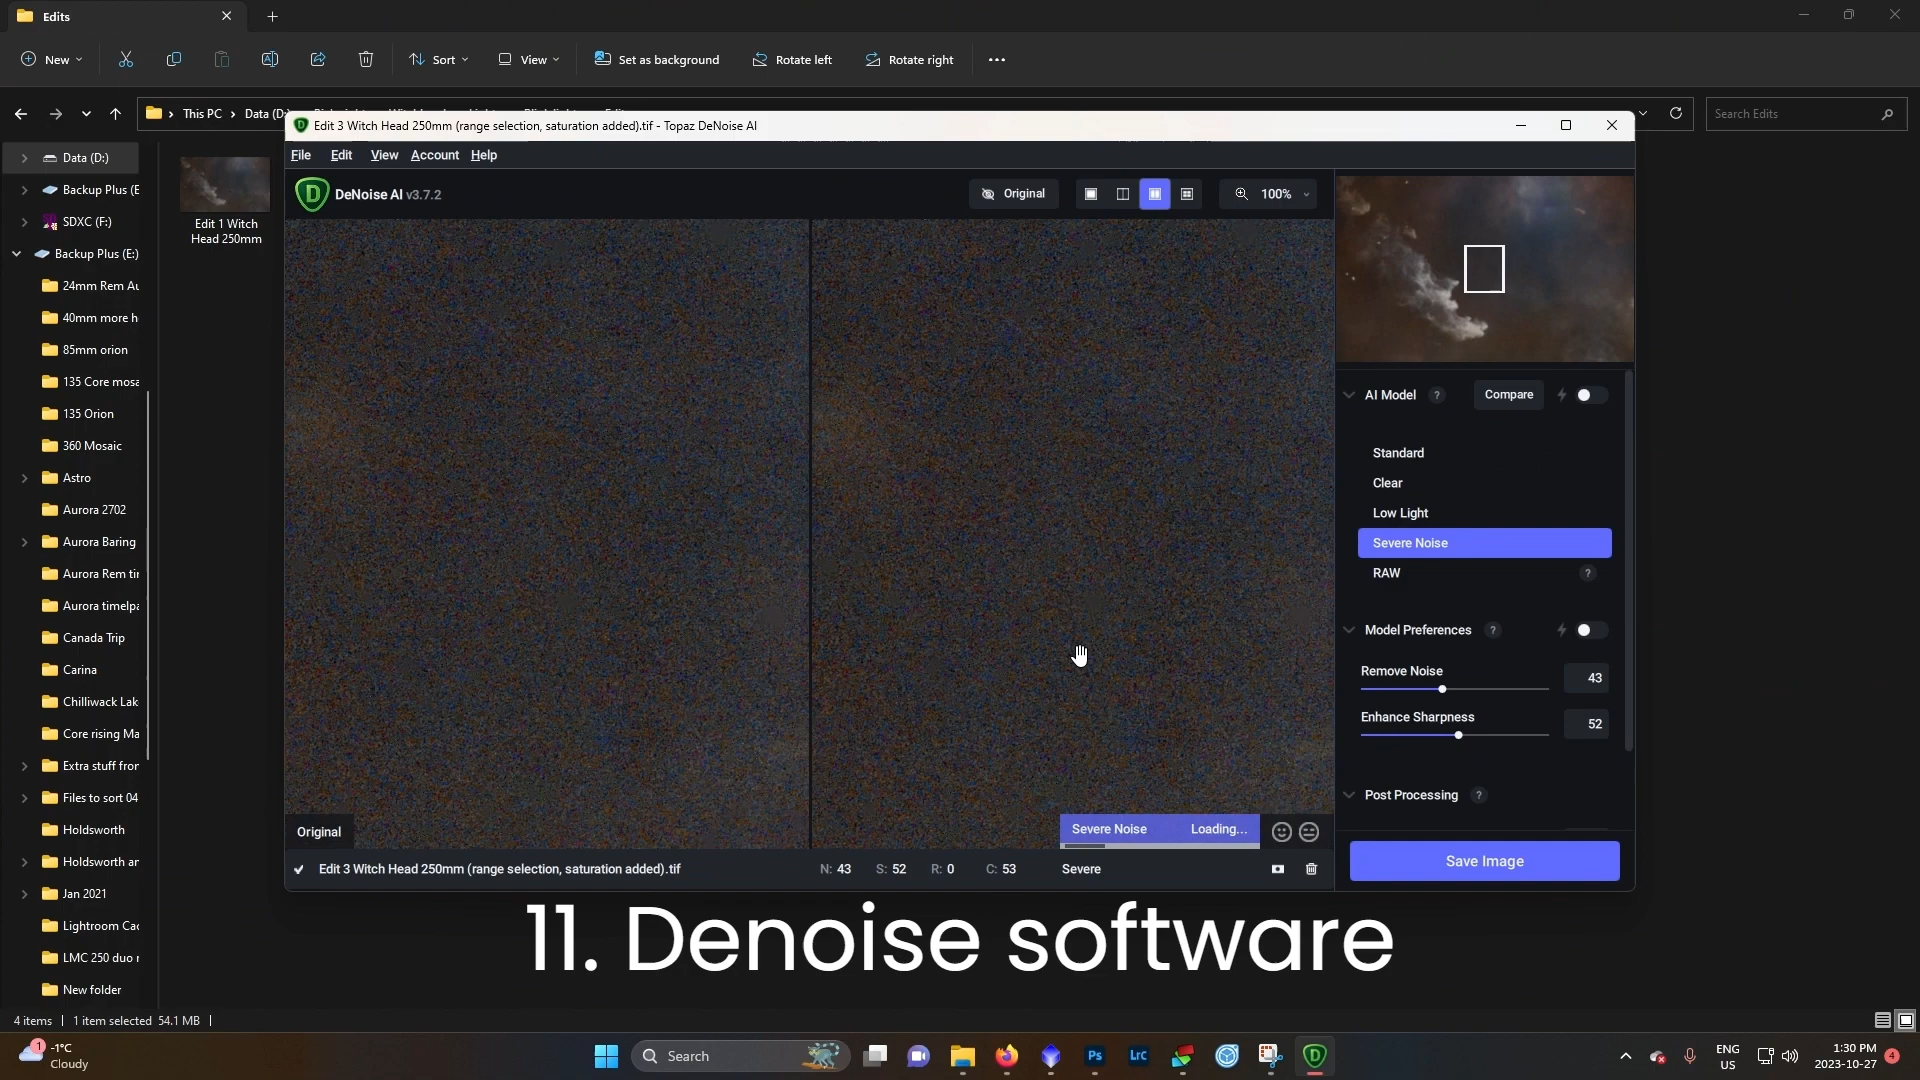 Edits
New
Sort
View
Set as background
Rotate left
Rotate right
This PC
Search Edits
Data (D:)
Backup Plus (E
SDXC (F:)
Backup Plus (E:)
24mm Rem Au
40mm more h
85mm orion
135 Core mosa
135 Orion
360 Mosaic
Astro
Aurora 2702
Aurora Baring
Aurora Rem tir
Aurora timelpa
Canada Trip
Carina
Chilliwack Lak
Core rising Ma
Extra stuff fror
Files to sort 04
Holdsworth
Holdsworth ar
Jan 2021
Lightroom Cac
LMC 250 duo r
New folder
Edit 1 Witch
Head 250mm
Edit 3 Witch Head 250mm (range selection, saturation added).tif - Topaz DeNoise AI
File Edit View Account Help
DeNoise AI v3.7.2
Original
100%
AI Model ?
Compare
Standard
Clear
Low Light
Severe Noise
RAW ?
Model Preferences ?
Remove Noise
43
Enhance Sharpness
52
Post Processing ?
Save Image
Original
Severe Noise Loading...
Edit 3 Witch Head 250mm (range selection, saturation added).tif
N: 43 S: 52 R: 0 C: 53 Severe
11. Denoise software
4 items 1 item selected 54.1 MB
1
-1°C
Cloudy
Search
Ps
LrC
ENG
US
1:30 PM
2023-10-27
4